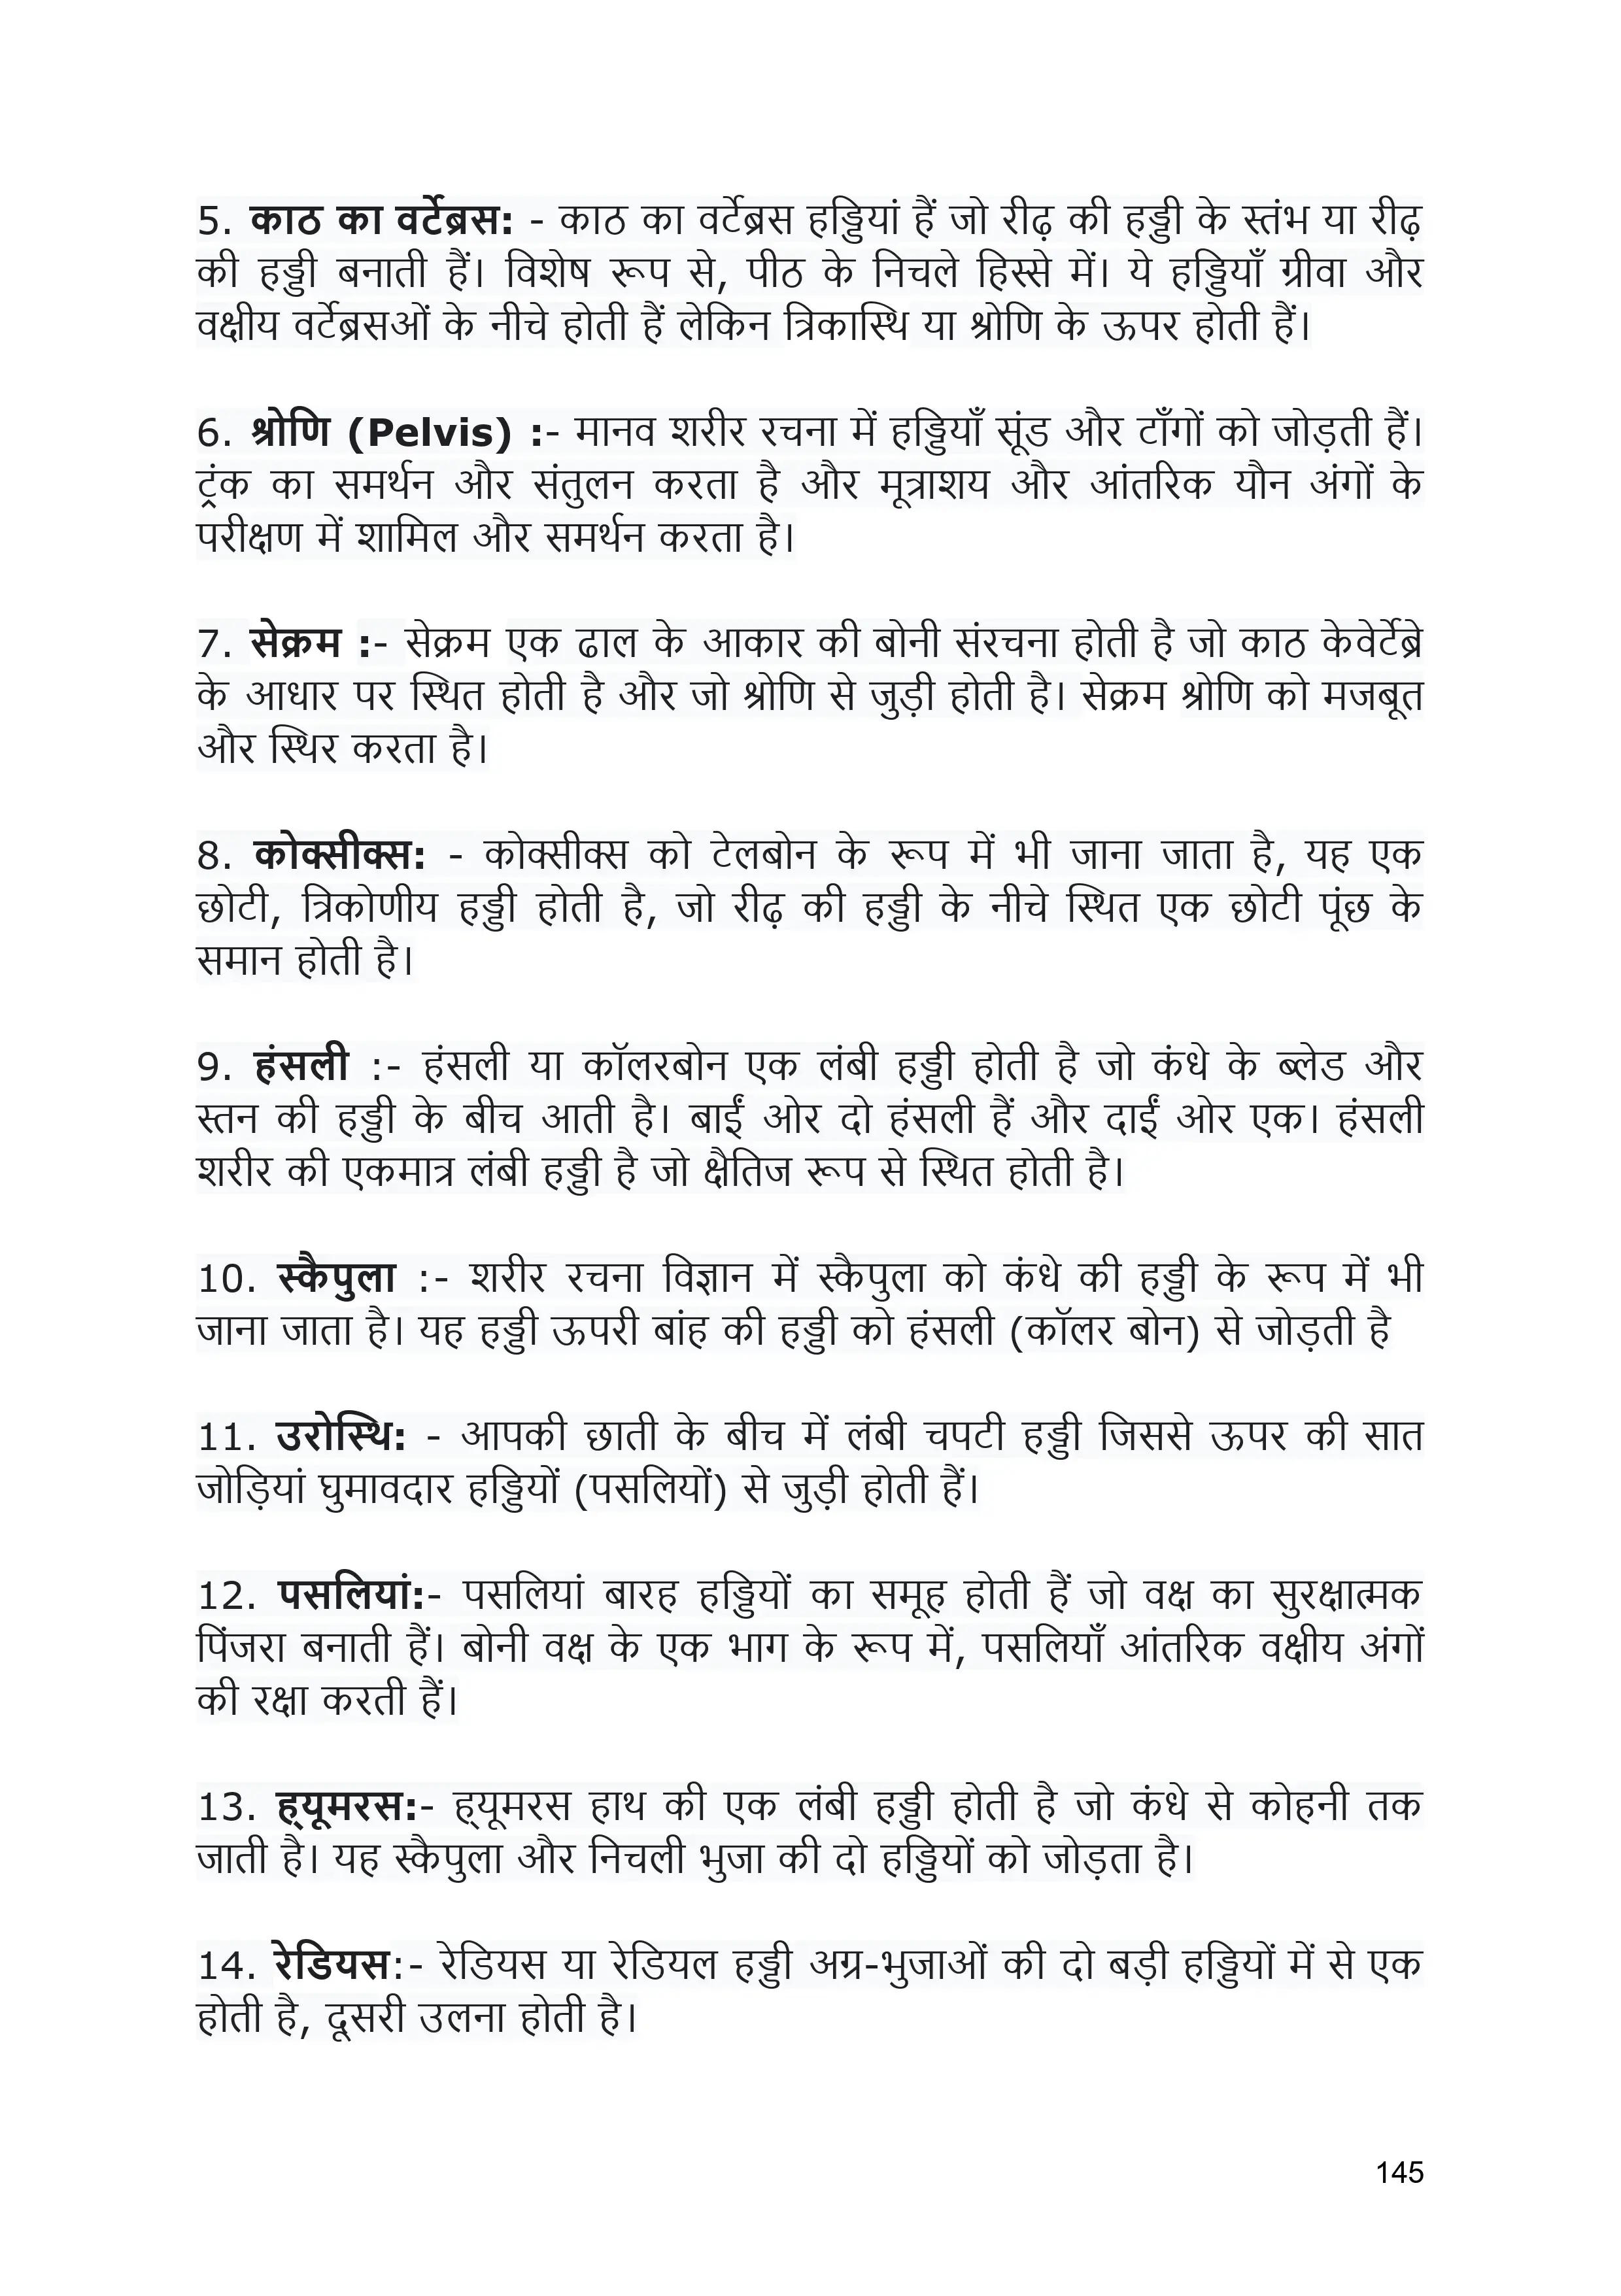 5. काठ का वर्टेब्रस: - काठ का वर्टेब्रस हड्डियां हैं जो रीढ़ की हड्डी के स्तंभ या रीढ़
की हड्डी बनाती हैं। विशेष रूप से, पीठ के निचले हिस्से में। ये हड्डियाँ ग्रीवा और
वक्षीय वर्टेब्रसओं के नीचे होती हैं लेकिन त्रिकास्थि या श्रोणि के ऊपर होती हैं।
6. श्रोणि (Pelvis) :- मानव शरीर रचना में हड्डियाँ सूंड और टाँगों को जोड़ती हैं।
ट्रंक का समर्थन और संतुलन करता है और मूत्राशय और आंतरिक यौन अंगों के
परीक्षण में शामिल और समर्थन करता है।
7. सेक्रम :- सेक्रम एक ढाल के आकार की बोनी संरचना होती है जो काठ केवेर्टेब्रे
के आधार पर स्थित होती है और जो श्रोणि से जुड़ी होती है। सेक्रम श्रोणि को मजबूत
और स्थिर करता है।
8. कोक्सीक्स: - कोक्सीक्स को टेलबोन के रूप में भी जाना जाता है, यह एक
छोटी, त्रिकोणीय हड्डी होती है, जो रीढ़ की हड्डी के नीचे स्थित एक छोटी पूंछ के
समान होती है।
9. हंसली :- हंसली या कॉलरबोन एक लंबी हड्डी होती है जो कंधे के ब्लेड और
स्तन की हड्डी के बीच आती है। बाईं ओर दो हंसली हैं और दाईं ओर एक। हंसली
शरीर की एकमात्र लंबी हड्डी है जो क्षैतिज रूप से स्थित होती है।
10. स्कैपुला :- शरीर रचना विज्ञान में स्कैपुला को कंधे की हड्डी के रूप में भी
जाना जाता है। यह हड्डी ऊपरी बांह की हड्डी को हंसली (कॉलर बोन) से जोड़ती है
11. उरोस्थि: - आपकी छाती के बीच में लंबी चपटी हड्डी जिससे ऊपर की सात
जोड़ियां घुमावदार हड्डियों (पसलियों) से जुड़ी होती हैं।
12. पसलियां:- पसलियां बारह हड्डियों का समूह होती हैं जो वक्ष का सुरक्षात्मक
पिंजरा बनाती हैं। बोनी वक्ष के एक भाग के रूप में, पसलियाँ आंतरिक वक्षीय अंगों
की रक्षा करती हैं।
13. ह्यूमरस:- ह्यूमरस हाथ की एक लंबी हड्डी होती है जो कंधे से कोहनी तक
जाती है। यह स्कैपुला और निचली भुजा की दो हड्डियों को जोड़ता है।
14. रेडियस:- रेडियस या रेडियल हड्डी अग्र-भुजाओं की दो बड़ी हड्डियों में से एक
होती है, दूसरी उलना होती है।
145